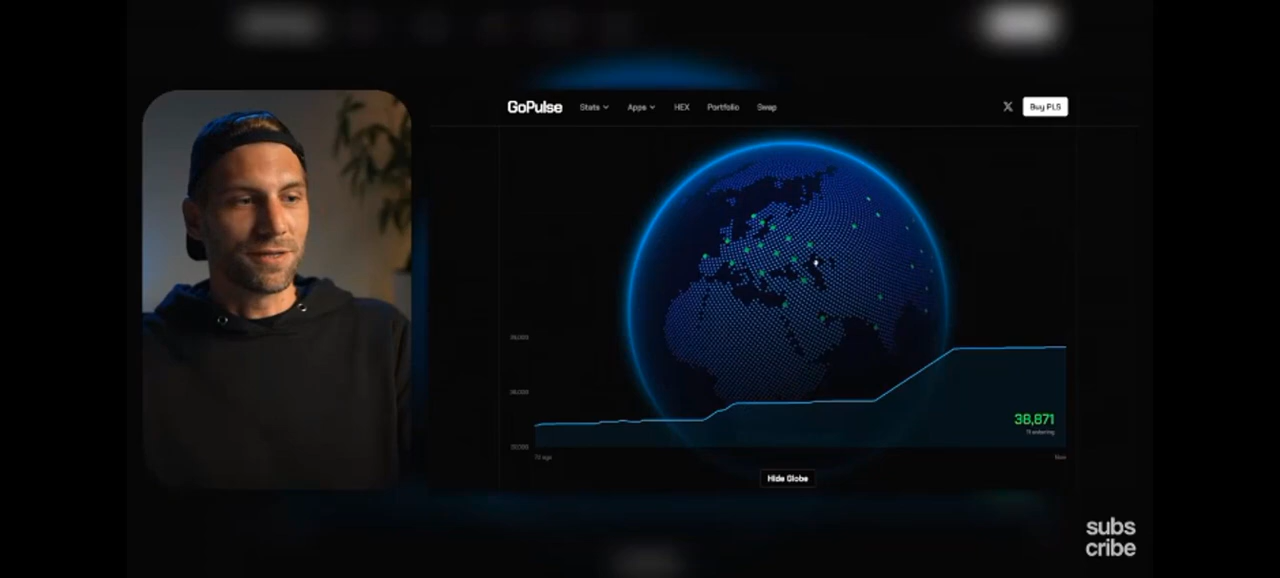 GoPulse
Stats
Apps
HEX
Portfolio
Swap
Buy PLS
38,871
Hide Globe
subs
cribe